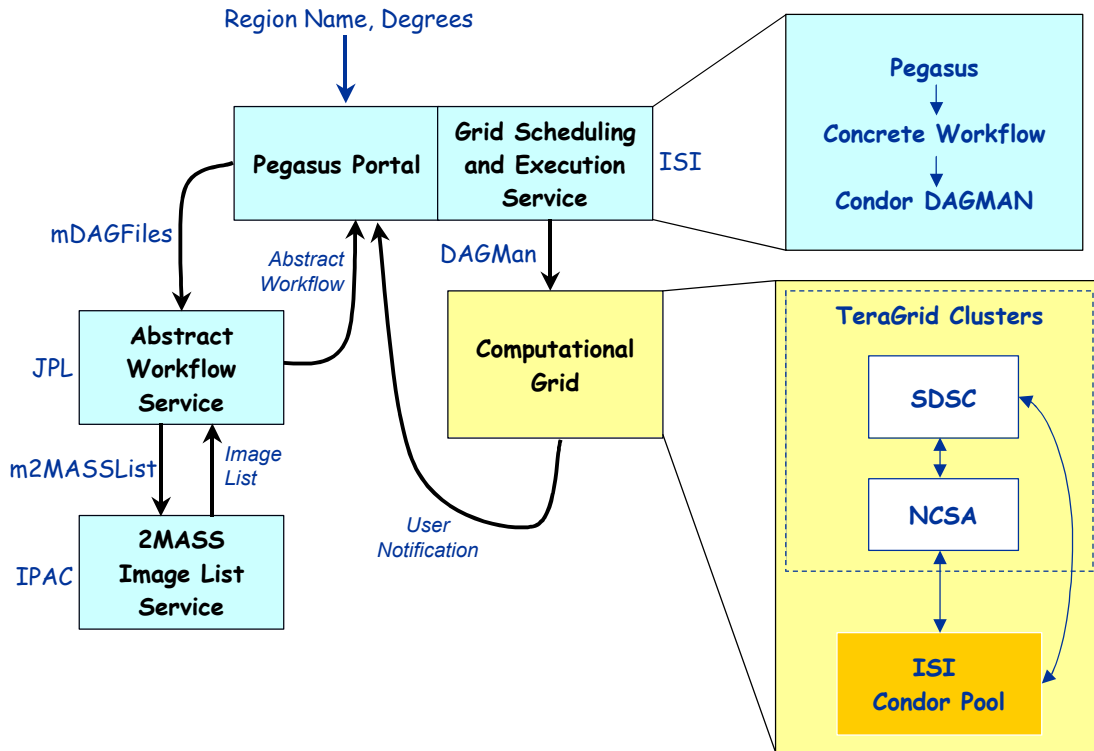 Region Name, Degrees
Pegasus Portal
Grid Scheduling
and Execution
Service
ISI
Pegasus
Concrete Workflow
Condor DAGMAN
mDAGFiles
Abstract
Workflow
DAGMan
Abstract
Workflow
Service
JPL
Computational
Grid
TeraGrid Clusters
SDSC
NCSA
ISI
Condor Pool
m2MASSList
Image
List
User
Notification
2MASS
Image List
Service
IPAC